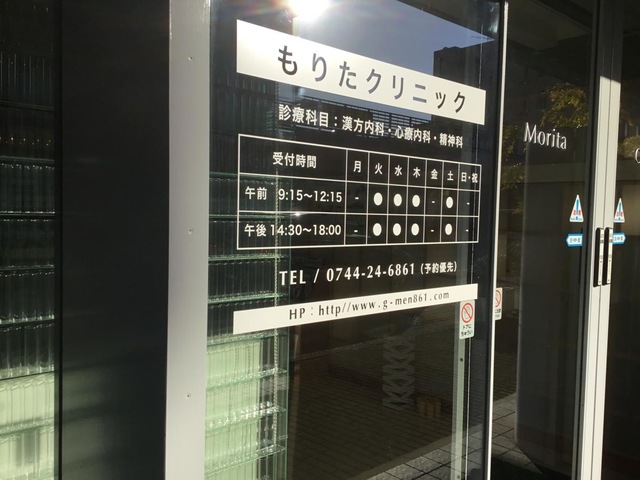 もりたクリニック
診療科目：漢方内科・心療内科・精神科
受付時間 月 火 水 木 金 土 日・祝
午前 9:15～12:15 - ● ● ● - ● -
午後 14:30～18:00 - ● ● ● - ● -
TEL / 0744-24-6861（予約優先）
HP：http//www.g-men861.com
Morita